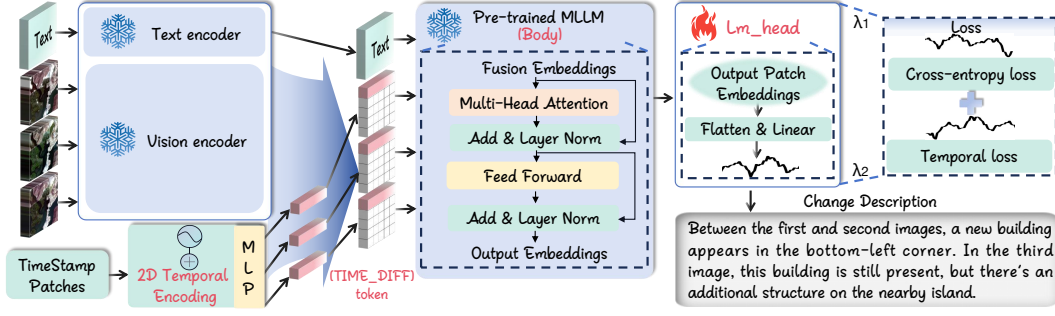 Text
Text encoder
Vision encoder
TimeStamp
Patches
2D Temporal
Encoding
MLP
Text
(TIME_DIFF)
token
Pre-trained MLLM
(Body)
Fusion Embeddings
Multi-Head Attention
Add & Layer Norm
Feed Forward
Add & Layer Norm
Output Embeddings
Lm_head
Output Patch
Embeddings
Flatten & Linear
λ1
λ2
Loss
Cross-entropy loss
Temporal loss
Change Description
Between the first and second images, a new building
appears in the bottom-left corner. In the third
image, this building is still present, but there's an
additional structure on the nearby island.